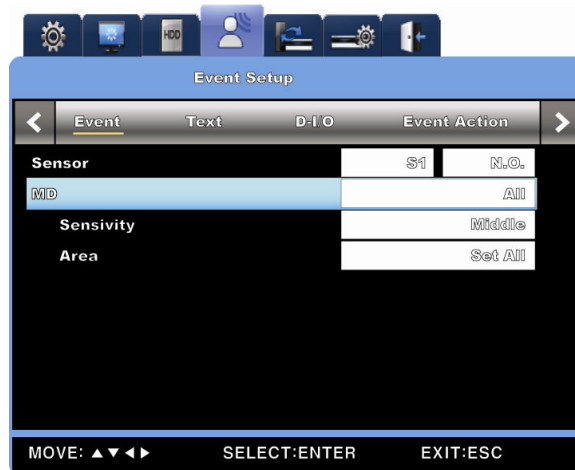 HDD
Event Setup
Event Text D-I/O Event Action
Sensor S1 N.O.
MD All
Sensivity Middle
Area Set All
MOVE: ▲▼◀▶ SELECT:ENTER EXIT:ESC